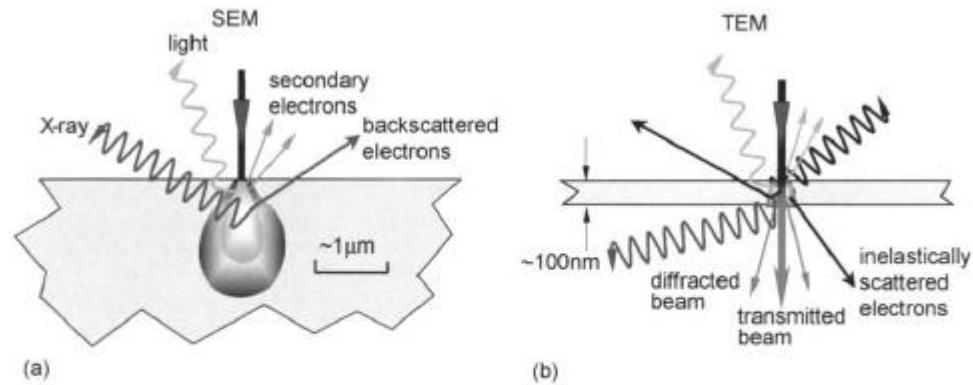 SEM
light
secondary
electrons
X-ray
backscattered
electrons
~1µm
(a)
TEM
~100nm
diffracted
beam
transmitted
beam
inelastically
scattered
electrons
(b)